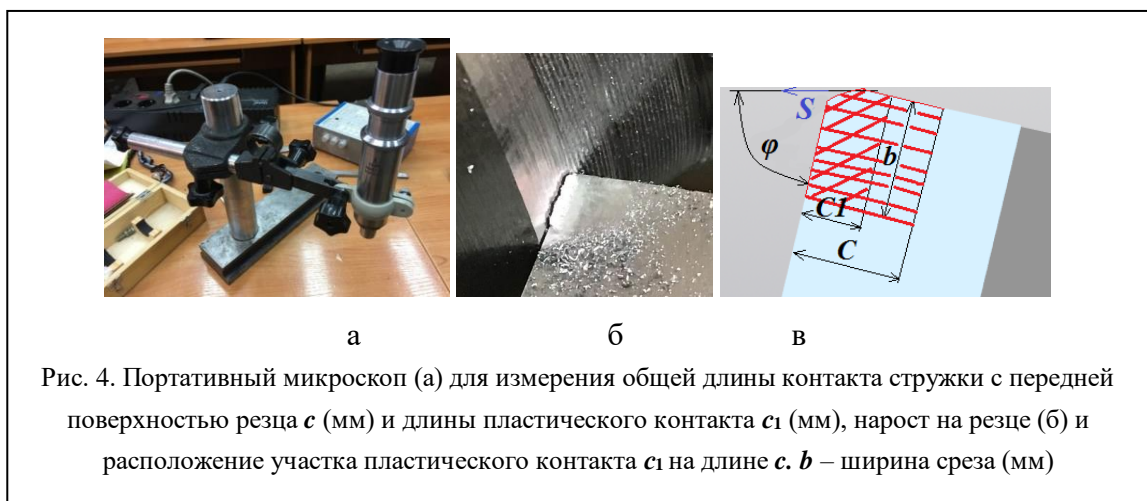 S
φ
b
C1
C
а б в
Рис. 4. Портативный микроскоп (а) для измерения общей длины контакта стружки с передней
поверхностью резца c (мм) и длины пластического контакта c₁ (мм), нарост на резце (б) и
расположение участка пластического контакта c₁ на длине c. b – ширина среза (мм)